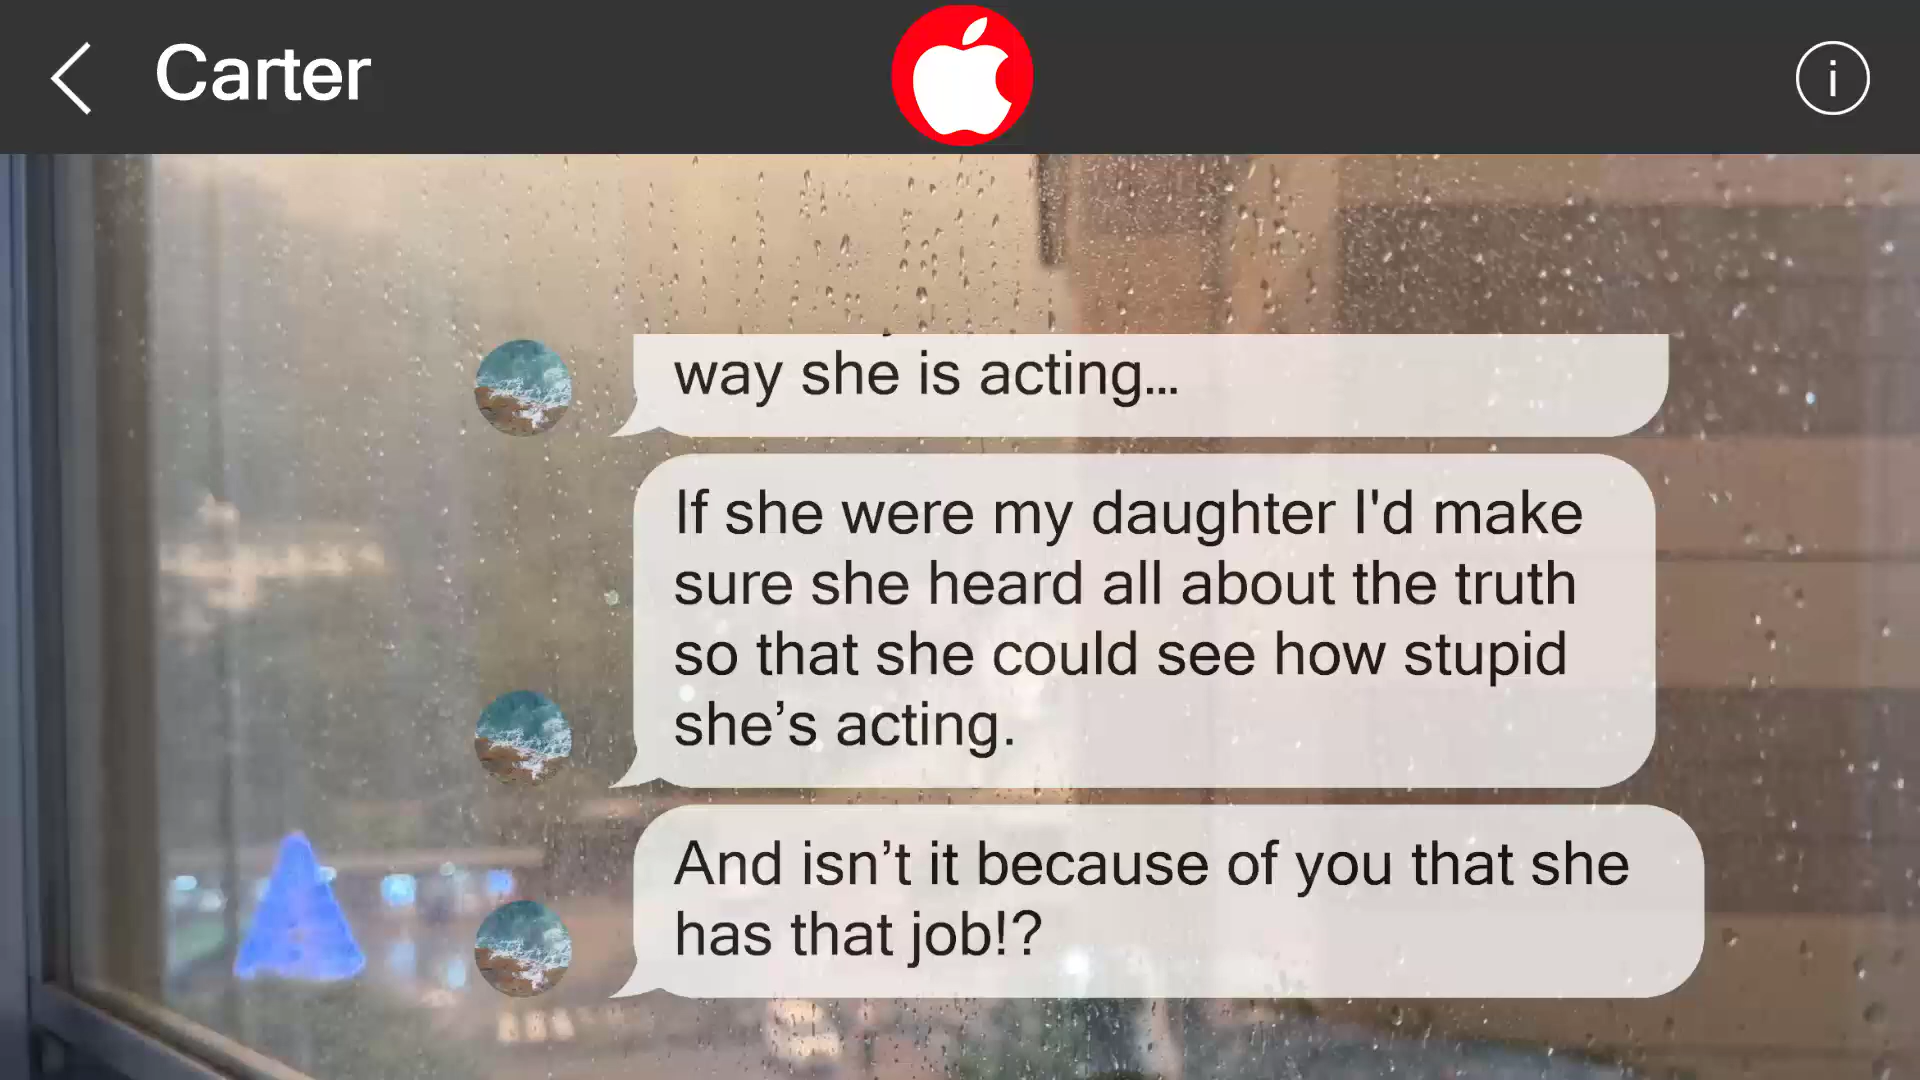 Carter
i
way she is acting...
If she were my daughter I'd make
sure she heard all about the truth
so that she could see how stupid
she’s acting.
And isn’t it because of you that she
has that job!?